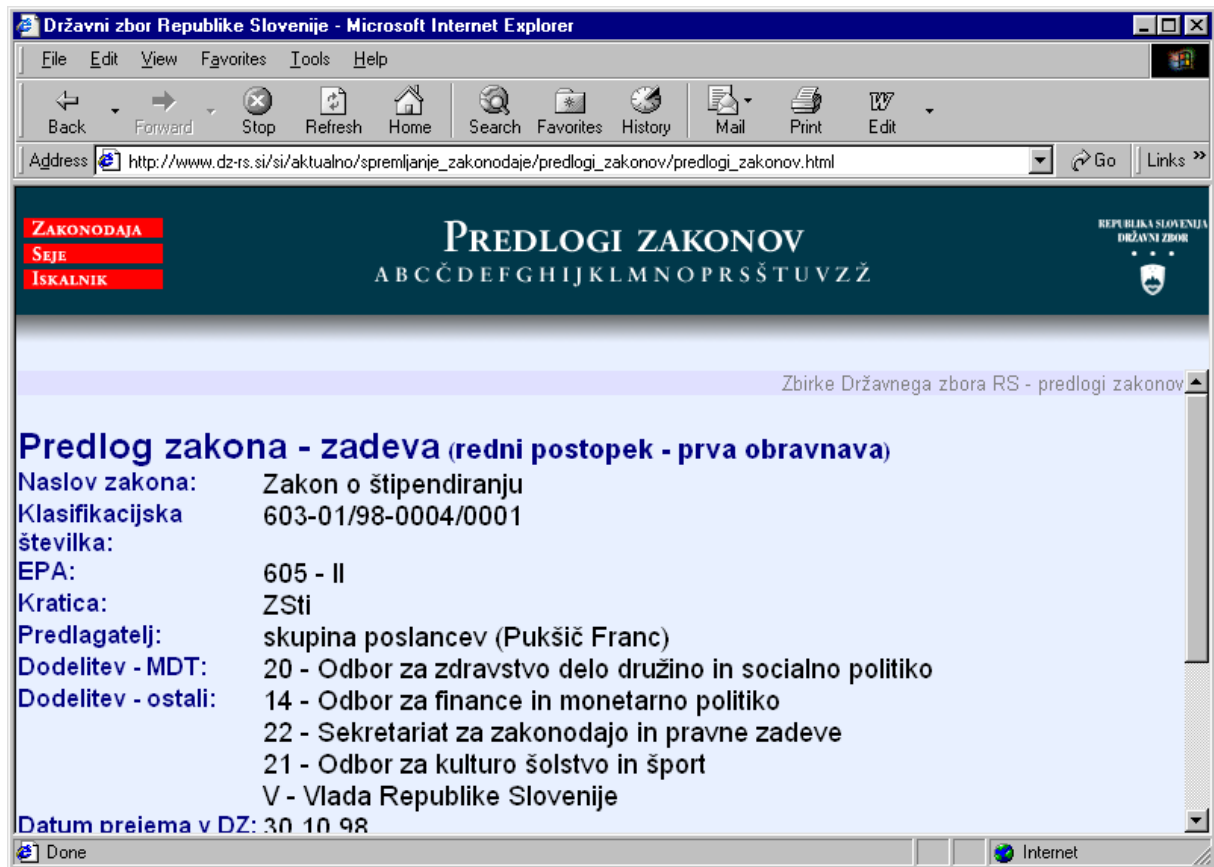 Državni zbor Republike Slovenije - Microsoft Internet Explorer
File Edit View Favorites Tools Help
Back Forward Stop Refresh Home Search Favorites History Mail Print Edit
Address http://www.dz-rs.si/si/aktualno/spremljanje_zakonodaje/predlogi_zakonov/predlogi_zakonov.html Go Links »
ZAKONODAJA
SEJE
ISKALNIK
PREDLOGI ZAKONOV
A B C Č D E F G H I J K L M N O P R S Š T U V Z Ž
REPUBLIKA SLOVENIJA
DRŽAVNI ZBOR
Zbirke Državnega zbora RS - predlogi zakonov
Predlog zakona - zadeva (redni postopek - prva obravnava)
Naslov zakona: Zakon o štipendiranju
Klasifikacijska 603-01/98-0004/0001
številka:
EPA: 605 - II
Kratica: ZSti
Predlagatelj: skupina poslancev (Pukšič Franc)
Dodelitev - MDT: 20 - Odbor za zdravstvo delo družino in socialno politiko
Dodelitev - ostali: 14 - Odbor za finance in monetarno politiko
22 - Sekretariat za zakonodajo in pravne zadeve
21 - Odbor za kulturo šolstvo in šport
V - Vlada Republike Slovenije
Datum prejema v DZ: 30.10.98
Done Internet